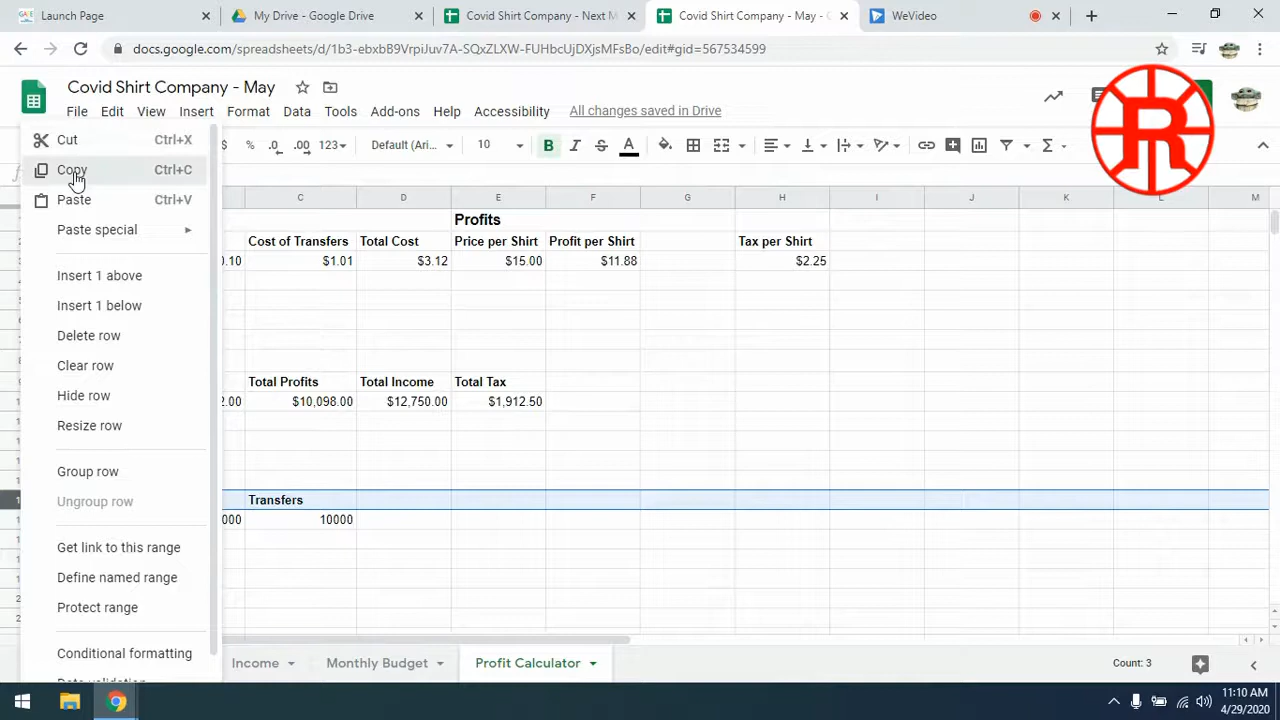 Launch Page
My Drive - Google Drive
Covid Shirt Company - Next M
Covid Shirt Company - May -
WeVideo
docs.google.com/spreadsheets/d/1b3-ebxbB9VrpiJuv7A-SQxZLXW-FUHbcUjDXjsMFsBo/edit#gid=567534599
Covid Shirt Company - May
File Edit View Insert Format Data Tools Add-ons Help Accessibility All changes saved in Drive
$ % .0 .00 123 Default (Ari... 10 B I S A
R
Cut Ctrl+X
Copy Ctrl+C
Paste Ctrl+V
Paste special
Insert 1 above
Insert 1 below
Delete row
Clear row
Hide row
Resize row
Group row
Ungroup row
Get link to this range
Define named range
Protect range
Conditional formatting
Data validation
C D E F G H I J K L M
Profits
Cost of Transfers Total Cost Price per Shirt Profit per Shirt Tax per Shirt
0.10 $1.01 $3.12 $15.00 $11.88 $2.25
Total Profits Total Income Total Tax
2.00 $10,098.00 $12,750.00 $1,912.50
Transfers
000 10000
Income Monthly Budget Profit Calculator Count: 3
11:10 AM
4/29/2020